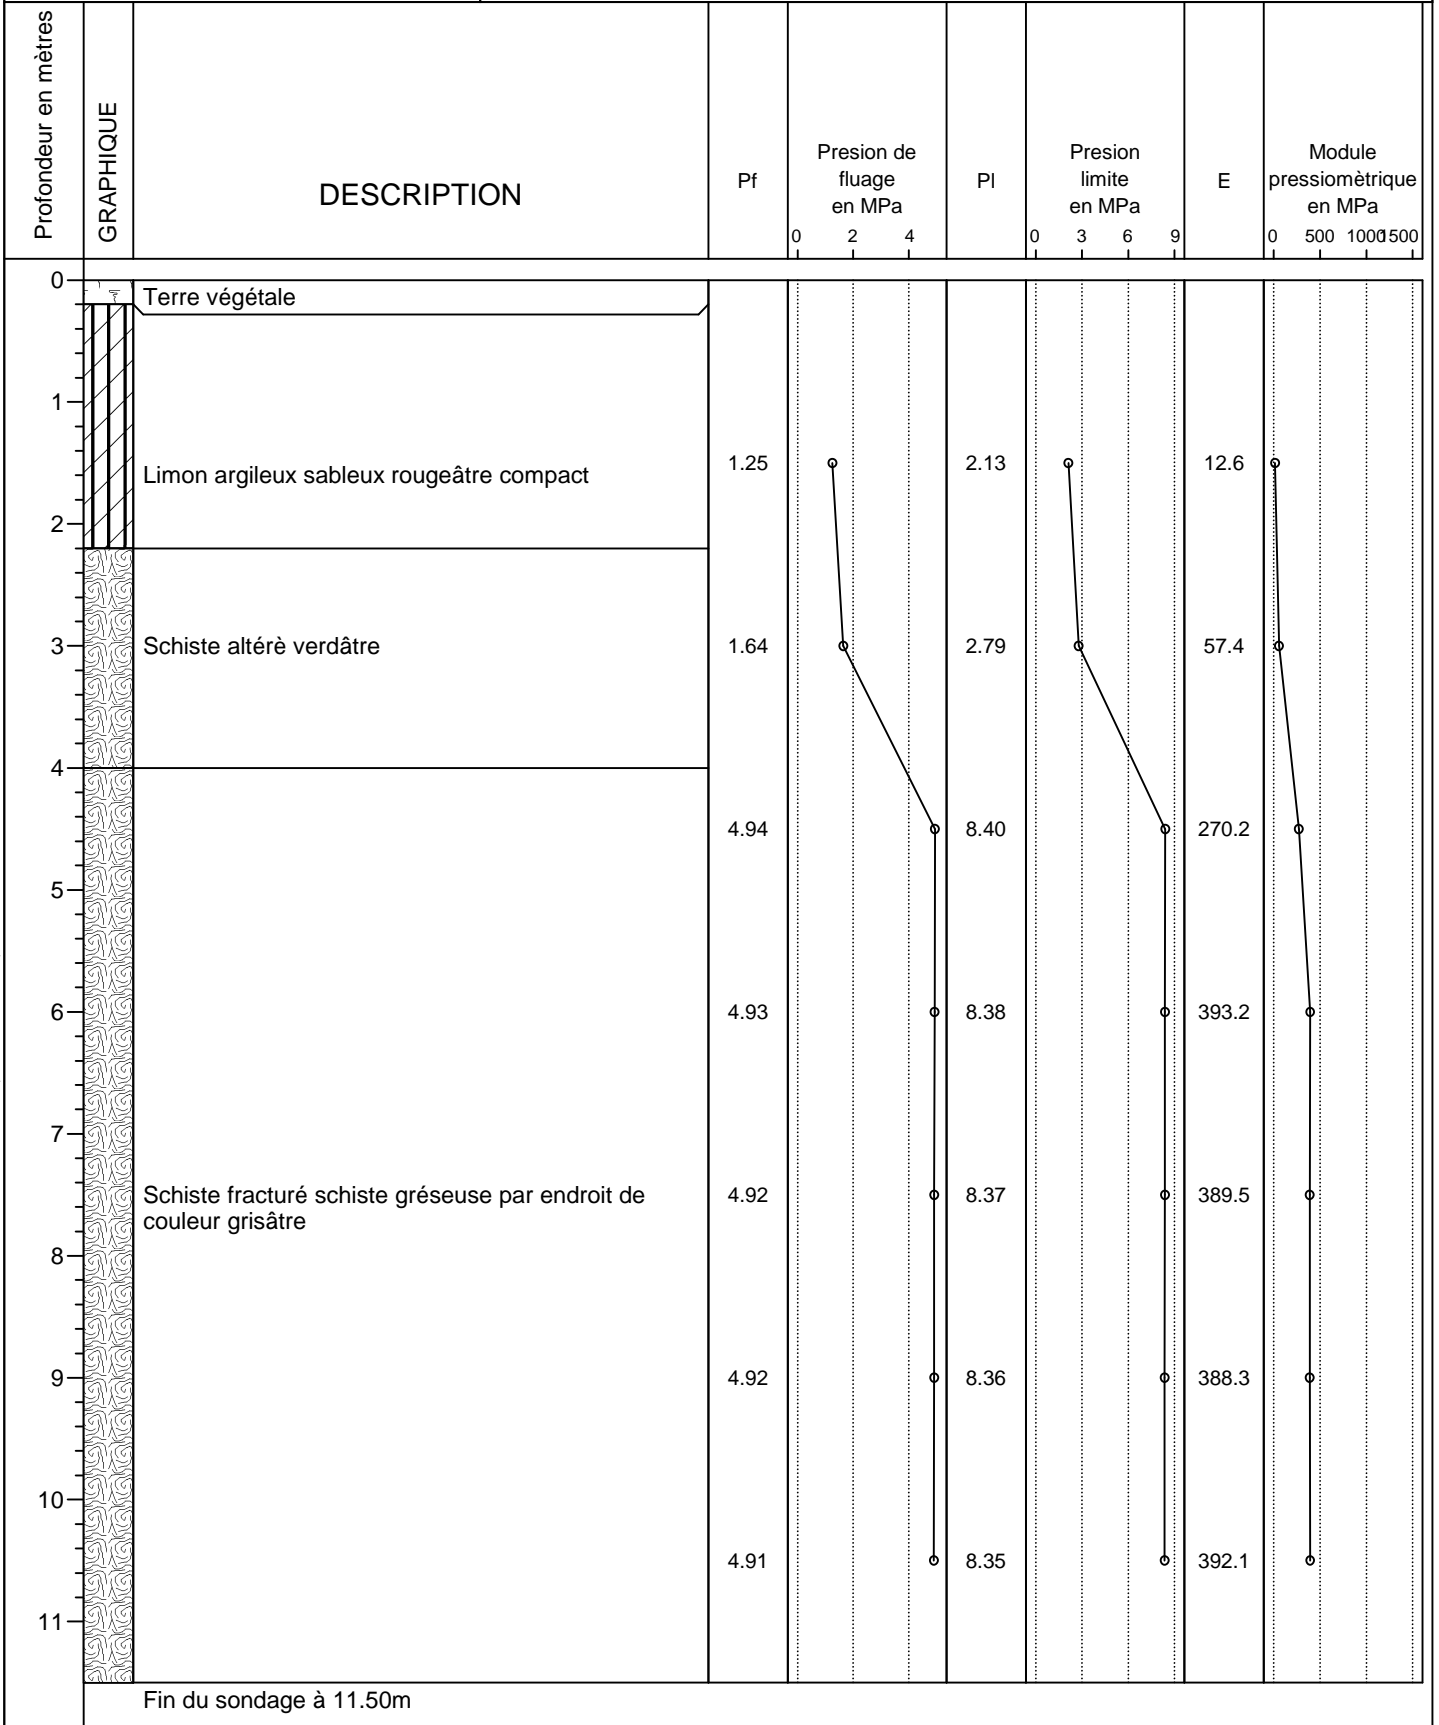 Profondeur en mètres
GRAPHIQUE
DESCRIPTION
Pf
Presion de
fluage
en MPa
0 2 4
Pl
Presion
limite
en MPa
0 3 6 9
E
Module
pressiomètrique
en MPa
0 500 1000 1500
0
Terre végétale
1
Limon argileux sableux rougeâtre compact
1.25 2.13 12.6
2
3
Schiste altérè verdâtre
1.64 2.79 57.4
4
4.94 8.40 270.2
5
6
4.93 8.38 393.2
7
Schiste fracturé schiste gréseuse par endroit de
couleur grisâtre
4.92 8.37 389.5
8
9
4.92 8.36 388.3
10
4.91 8.35 392.1
11
Fin du sondage à 11.50m